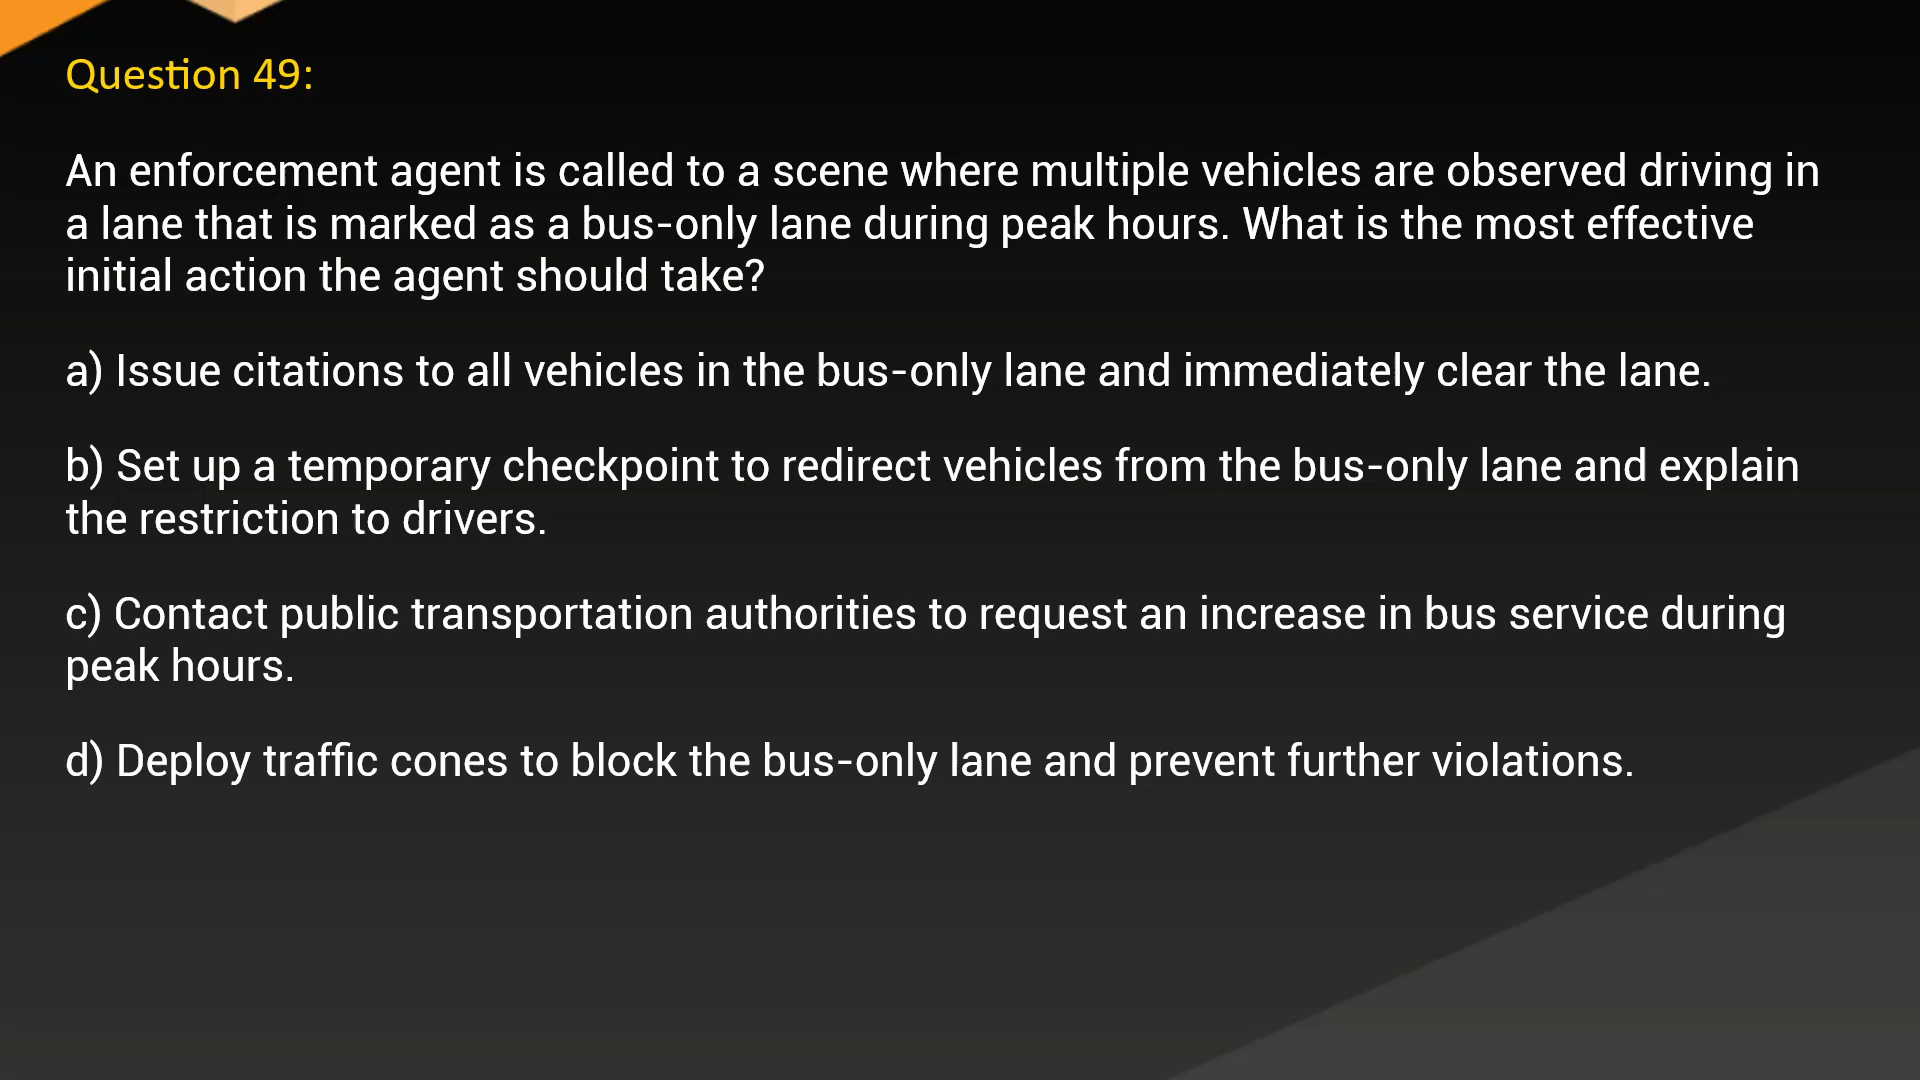 Question 49:
An enforcement agent is called to a scene where multiple vehicles are observed driving in
a lane that is marked as a bus-only lane during peak hours. What is the most effective
initial action the agent should take?
a) Issue citations to all vehicles in the bus-only lane and immediately clear the lane.
b) Set up a temporary checkpoint to redirect vehicles from the bus-only lane and explain
the restriction to drivers.
c) Contact public transportation authorities to request an increase in bus service during
peak hours.
d) Deploy traffic cones to block the bus-only lane and prevent further violations.